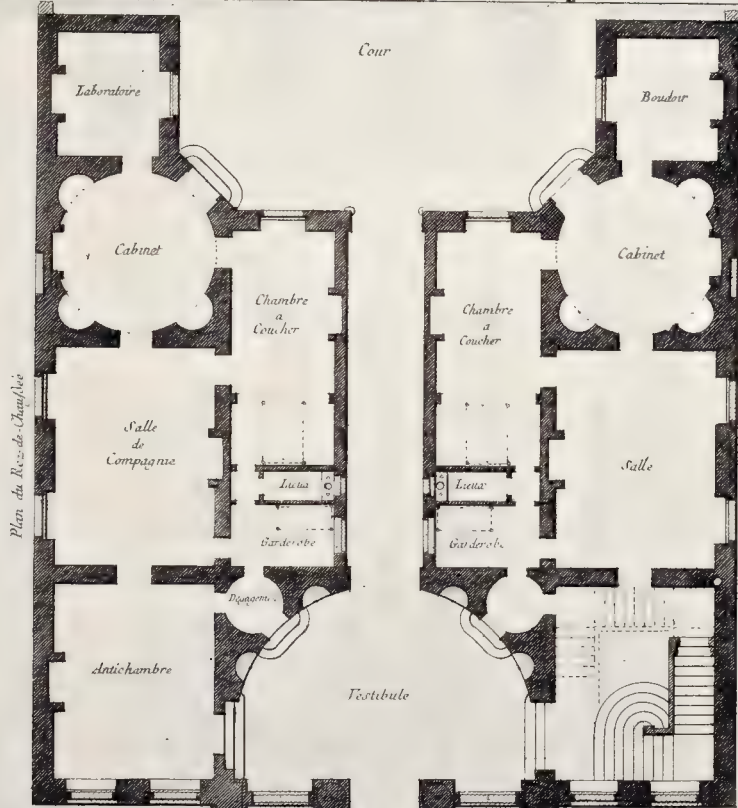 Cour
Laboratoire
Boudoir
Cabinet
Cabinet
Chambre
a
Coucher
Chambre
a
Coucher
Plan du Rez-de-Chaussée
Salle
de
Compagnie
Salle
Lieux
Lieux
Garderobe
Garderobe
Dégagemt.
Antichambre
Vestibule